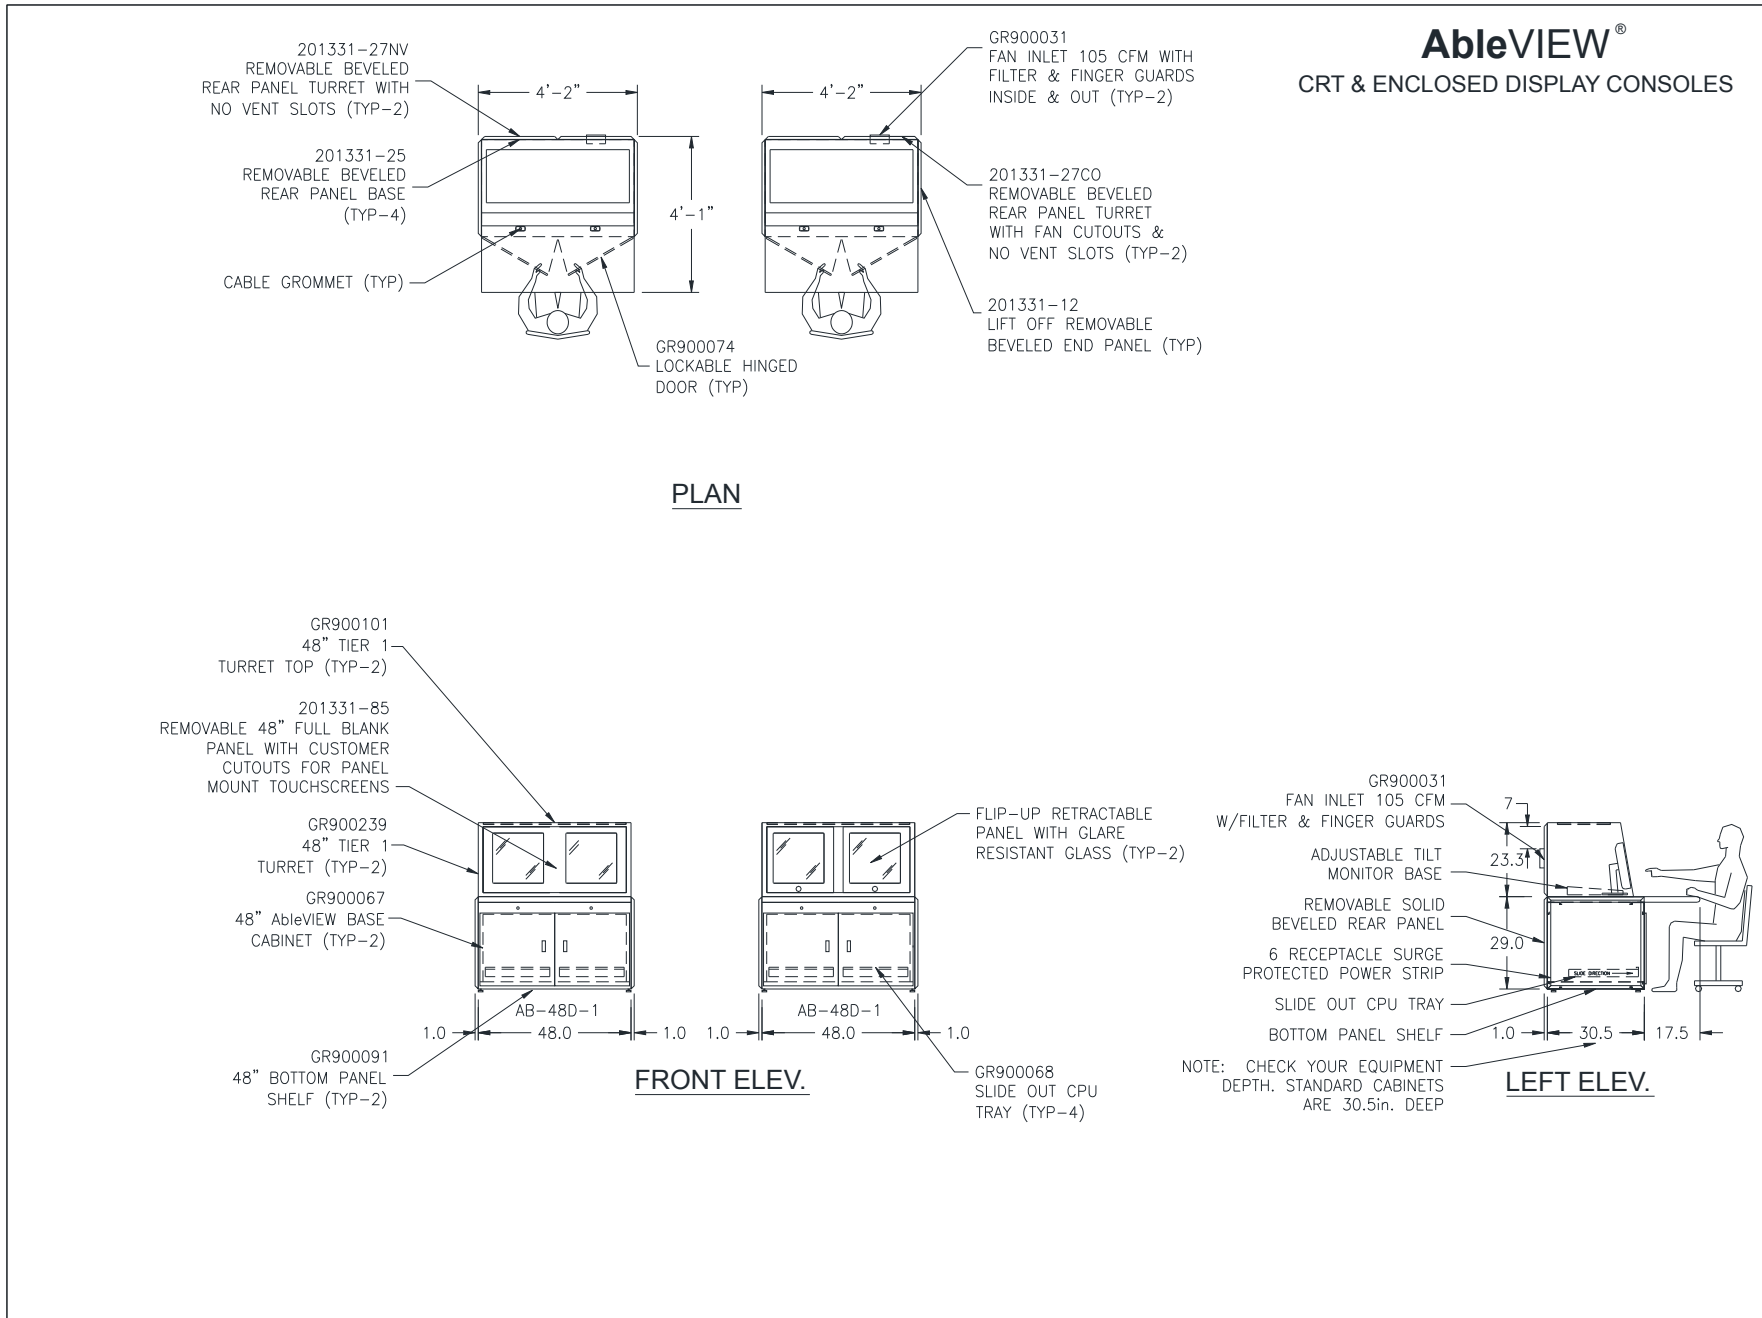 AbleVIEW®
CRT & ENCLOSED DISPLAY CONSOLES
201331-27NV
REMOVABLE BEVELED
REAR PANEL TURRET WITH
NO VENT SLOTS (TYP-2)
201331-25
REMOVABLE BEVELED
REAR PANEL BASE
(TYP-4)
CABLE GROMMET (TYP)
4'-2"
4'-1"
4'-2"
GR900074
LOCKABLE HINGED
DOOR (TYP)
GR900031
FAN INLET 105 CFM WITH
FILTER & FINGER GUARDS
INSIDE & OUT (TYP-2)
201331-27CO
REMOVABLE BEVELED
REAR PANEL TURRET
WITH FAN CUTOUTS &
NO VENT SLOTS (TYP-2)
201331-12
LIFT OFF REMOVABLE
BEVELED END PANEL (TYP)
PLAN
GR900101
48" TIER 1
TURRET TOP (TYP-2)
201331-85
REMOVABLE 48" FULL BLANK
PANEL WITH CUSTOMER
CUTOUTS FOR PANEL
MOUNT TOUCHSCREENS
GR900239
48" TIER 1
TURRET (TYP-2)
GR900067
48" AbleVIEW BASE
CABINET (TYP-2)
GR900091
48" BOTTOM PANEL
SHELF (TYP-2)
AB-48D-1
1.0 48.0 1.0
AB-48D-1
1.0 48.0 1.0
FLIP-UP RETRACTABLE
PANEL WITH GLARE
RESISTANT GLASS (TYP-2)
GR900068
SLIDE OUT CPU
TRAY (TYP-4)
FRONT ELEV.
GR900031
FAN INLET 105 CFM
W/FILTER & FINGER GUARDS
ADJUSTABLE TILT
MONITOR BASE
REMOVABLE SOLID
BEVELED REAR PANEL
6 RECEPTACLE SURGE
PROTECTED POWER STRIP
SLIDE OUT CPU TRAY
BOTTOM PANEL SHELF
NOTE: CHECK YOUR EQUIPMENT
DEPTH. STANDARD CABINETS
ARE 30.5in. DEEP
7
23.3
29.0
SLIDE DIRECTION
1.0 30.5 17.5
LEFT ELEV.